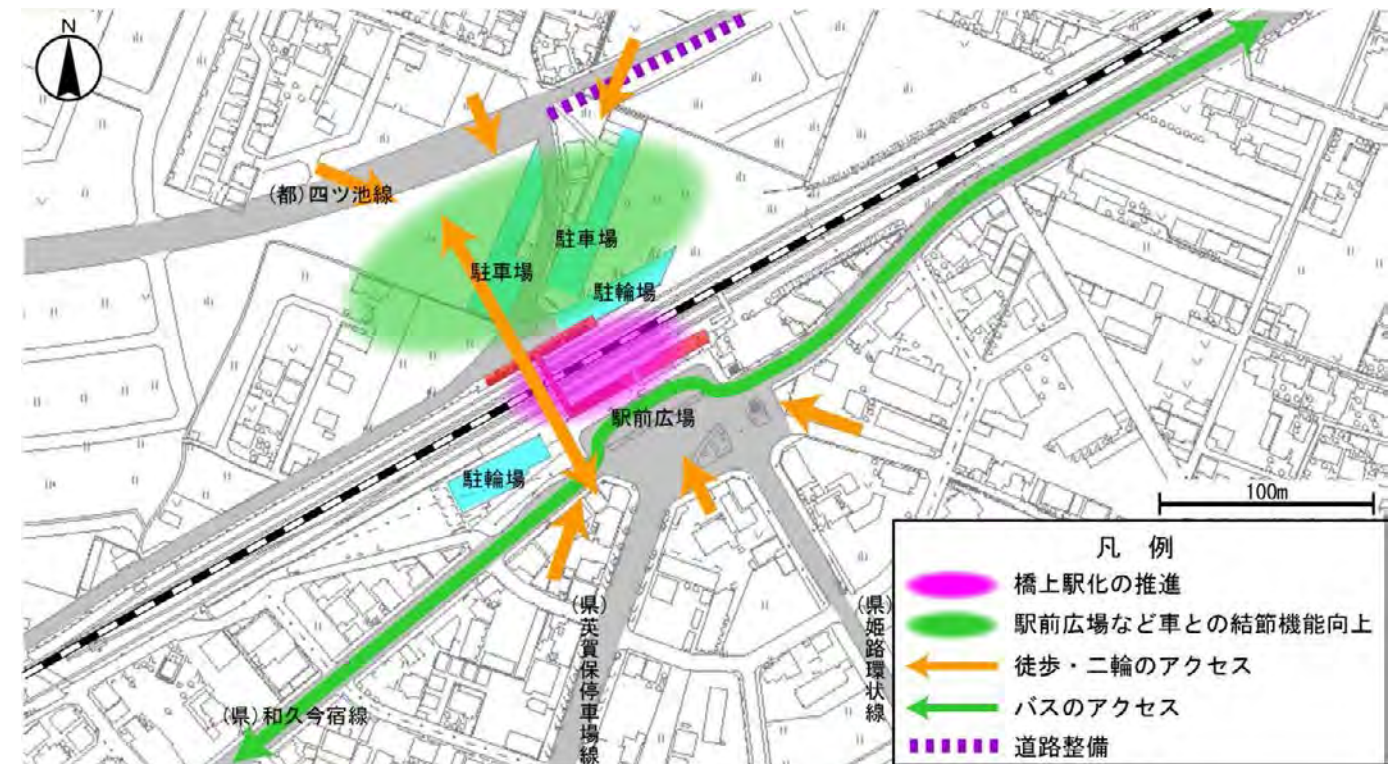 N
(都)四ツ池線
駐車場
駐車場
駐輪場
駅前広場
駐輪場
100m
(県)英賀保停車場線
(県)姫路環状線
(県)和久今宿線
凡 例
橋上駅化の推進
駅前広場など車との結節機能向上
徒歩・二輪のアクセス
バスのアクセス
道路整備